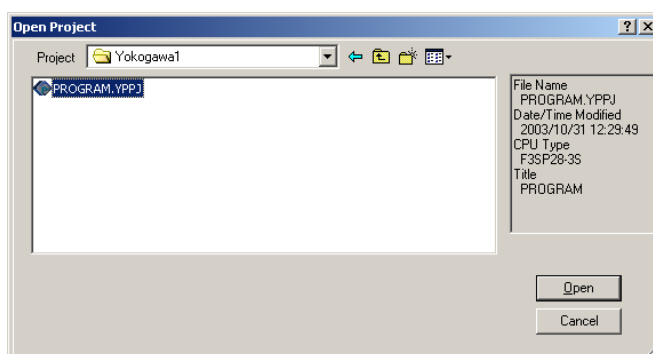 Open Project
Project Yokogawa1
PROGRAM.YPPJ
File Name
PROGRAM.YPPJ
Date/Time Modified
2003/10/31 12:29:49
CPU Type
F3SP28-3S
Title
PROGRAM
Open
Cancel